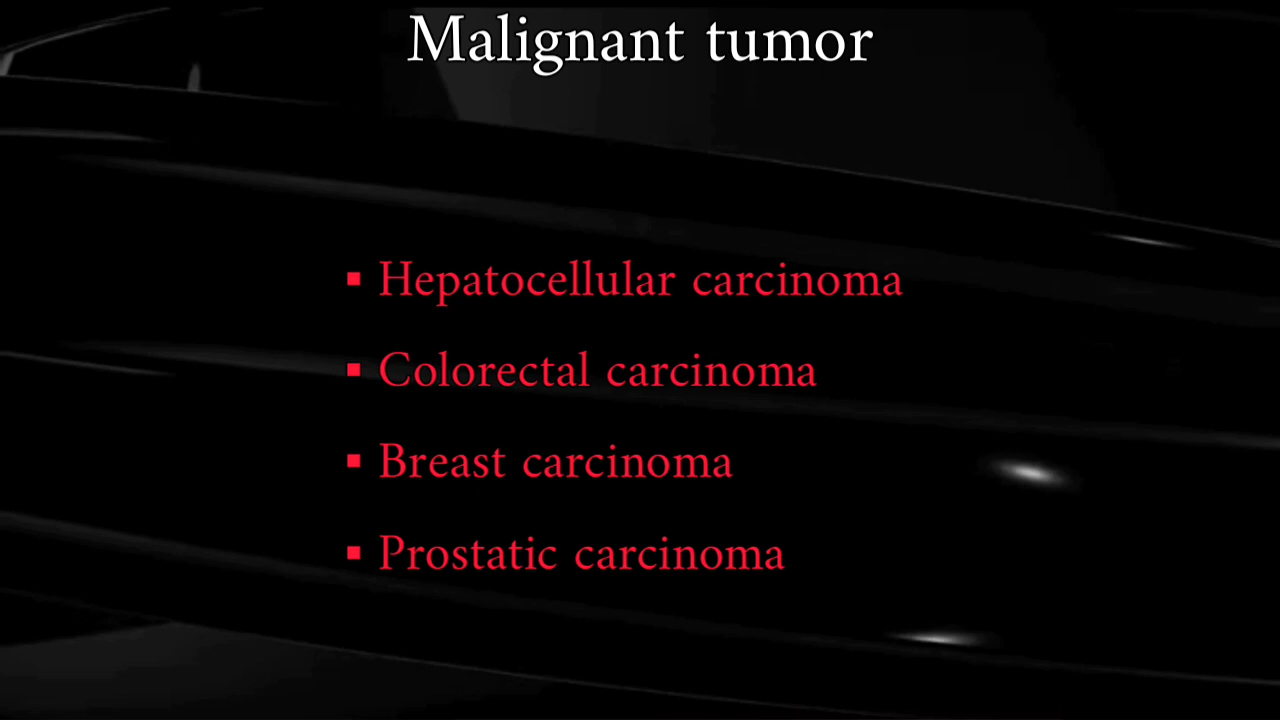 Malignant tumor
▪ Hepatocellular carcinoma
▪ Colorectal carcinoma
▪ Breast carcinoma
▪ Prostatic carcinoma